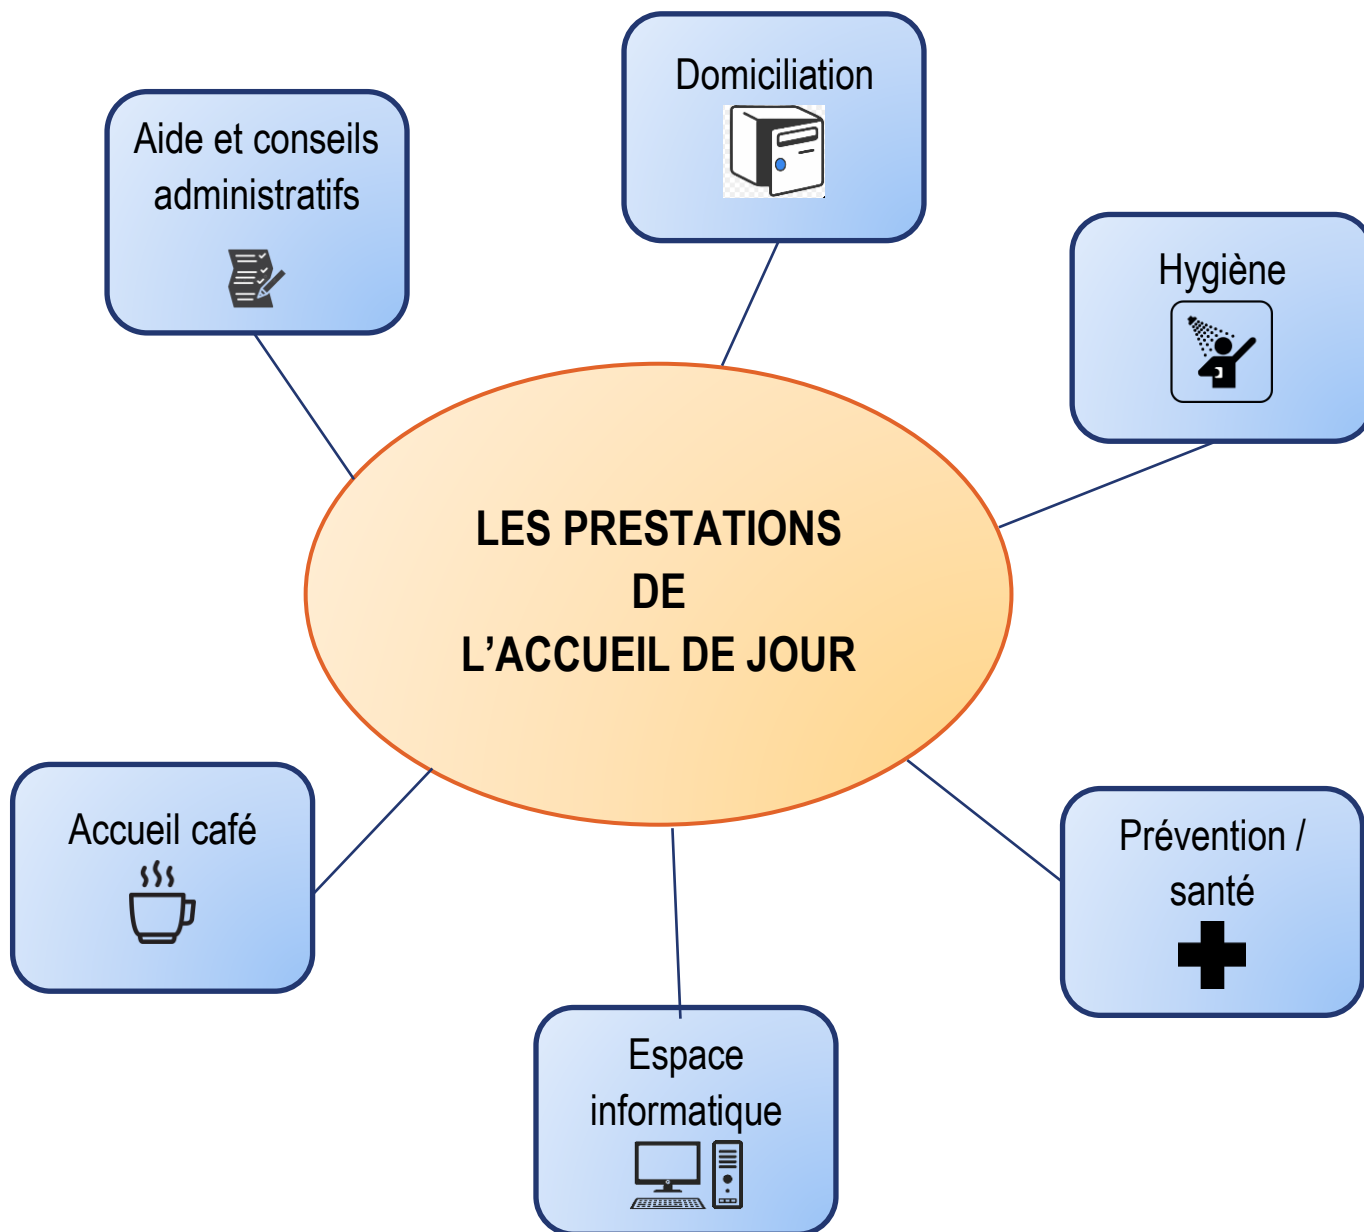 Domiciliation
Aide et conseils
administratifs
Hygiène
LES PRESTATIONS
DE
L’ACCUEIL DE JOUR
Accueil café
Prévention /
santé
Espace
informatique